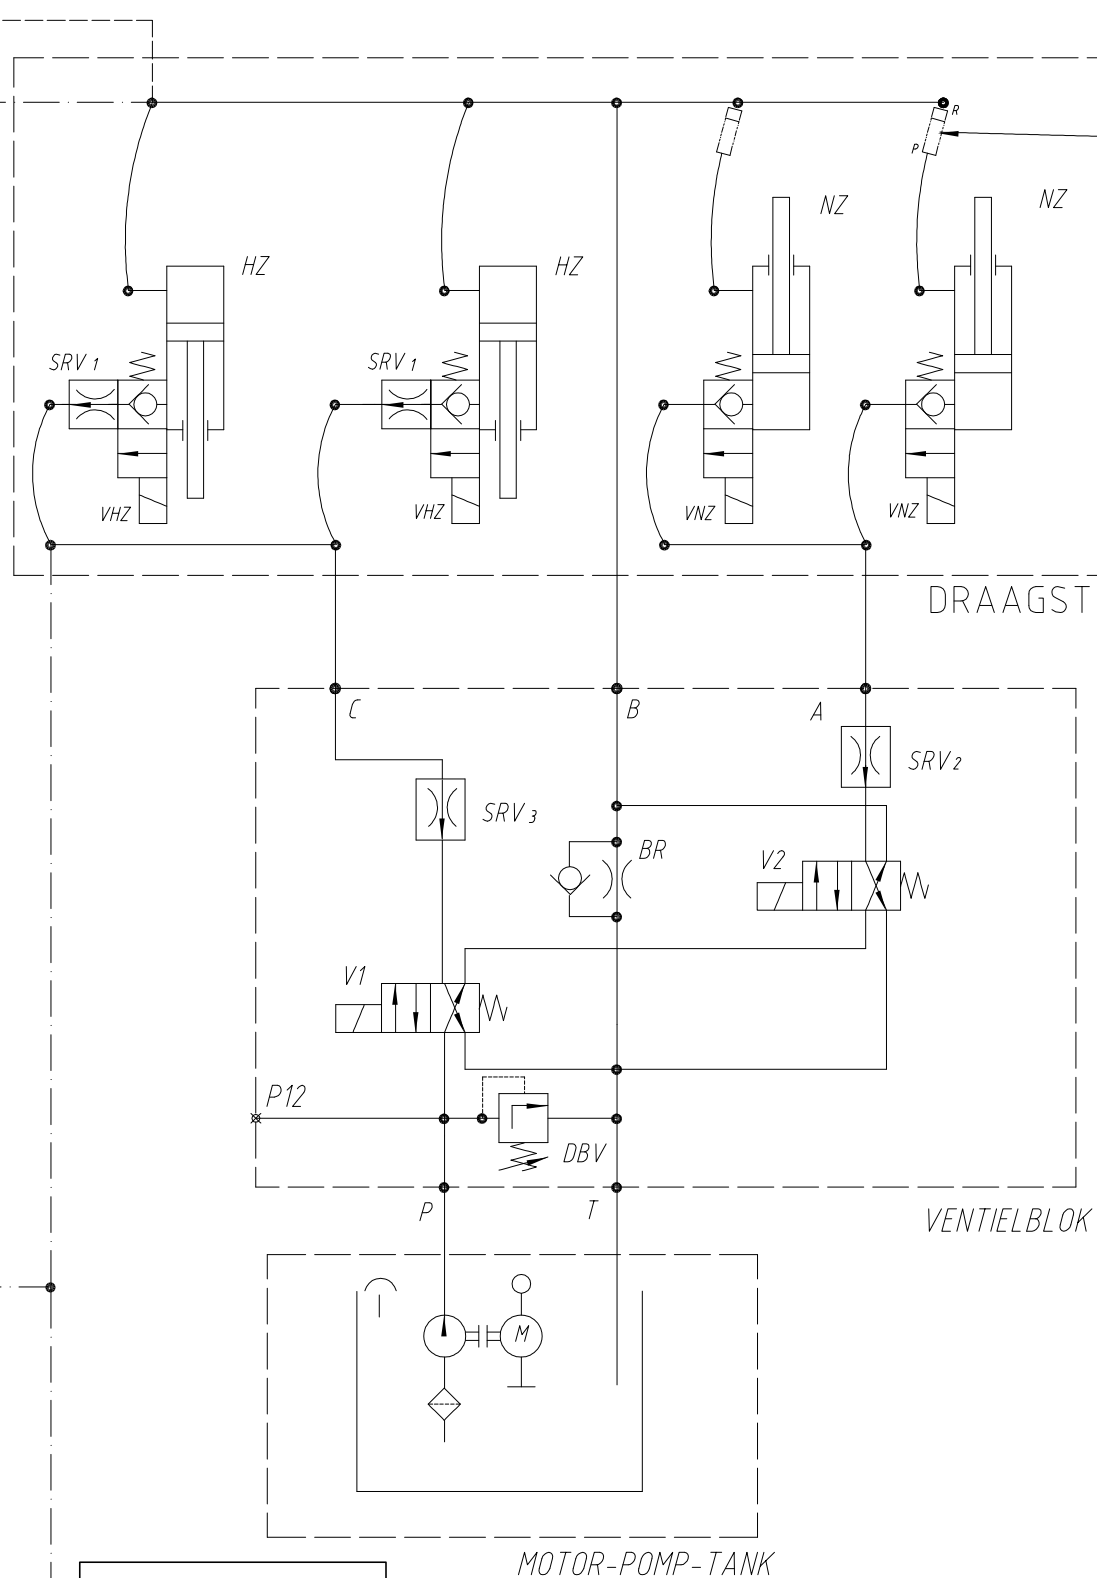 R
P
NZ
NZ
HZ
HZ
SRV 1
SRV 1
VHZ
VHZ
VNZ
VNZ
DRAAGST
C
B
A
SRV 2
SRV 3
BR
V2
V1
P12
DBV
P
T
VENTIELBLOK
M
MOTOR-POMP-TANK